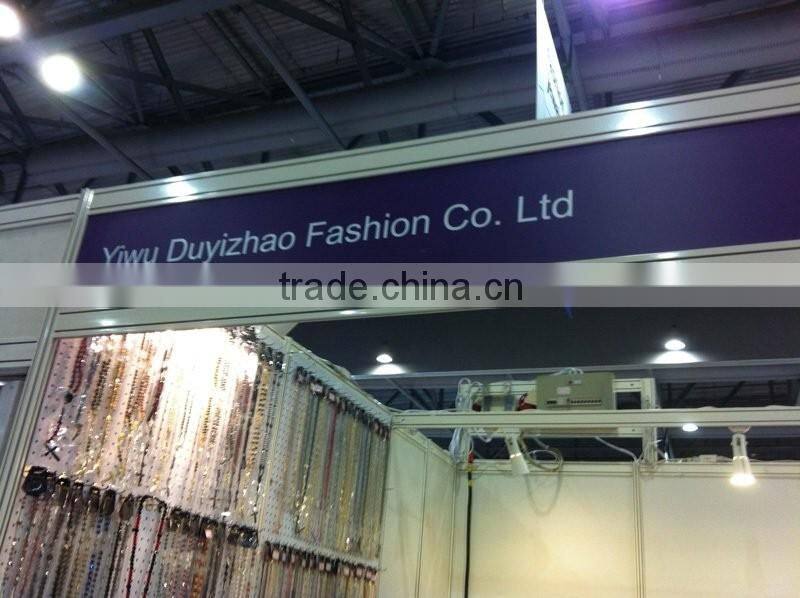 Yiwu Duyizhao Fashion Co. Ltd
trade.china.cn